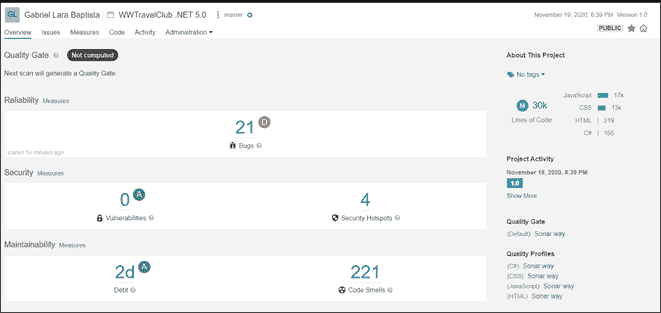 GL Gabriel Lara Baptista / WWTravelClub .NET 5.0 master
November 19, 2020, 8:39 PM Version 1.0
Overview Issues Measures Code Activity Administration
PUBLIC
Quality Gate Not computed
Next scan will generate a Quality Gate.
Reliability Measures
21 D
Bugs
started 14 minutes ago
Security Measures
0 A
Vulnerabilities
4
Security Hotspots
Maintainability Measures
2d A
Debt
221
Code Smells
About This Project
No tags
M 30k
Lines of Code
JavaScript 17k
CSS 13k
HTML 219
C# 155
Project Activity
November 19, 2020, 8:39 PM
1.0
Show More
Quality Gate
(Default) Sonar way
Quality Profiles
(C#) Sonar way
(CSS) Sonar way
(JavaScript) Sonar way
(HTML) Sonar way